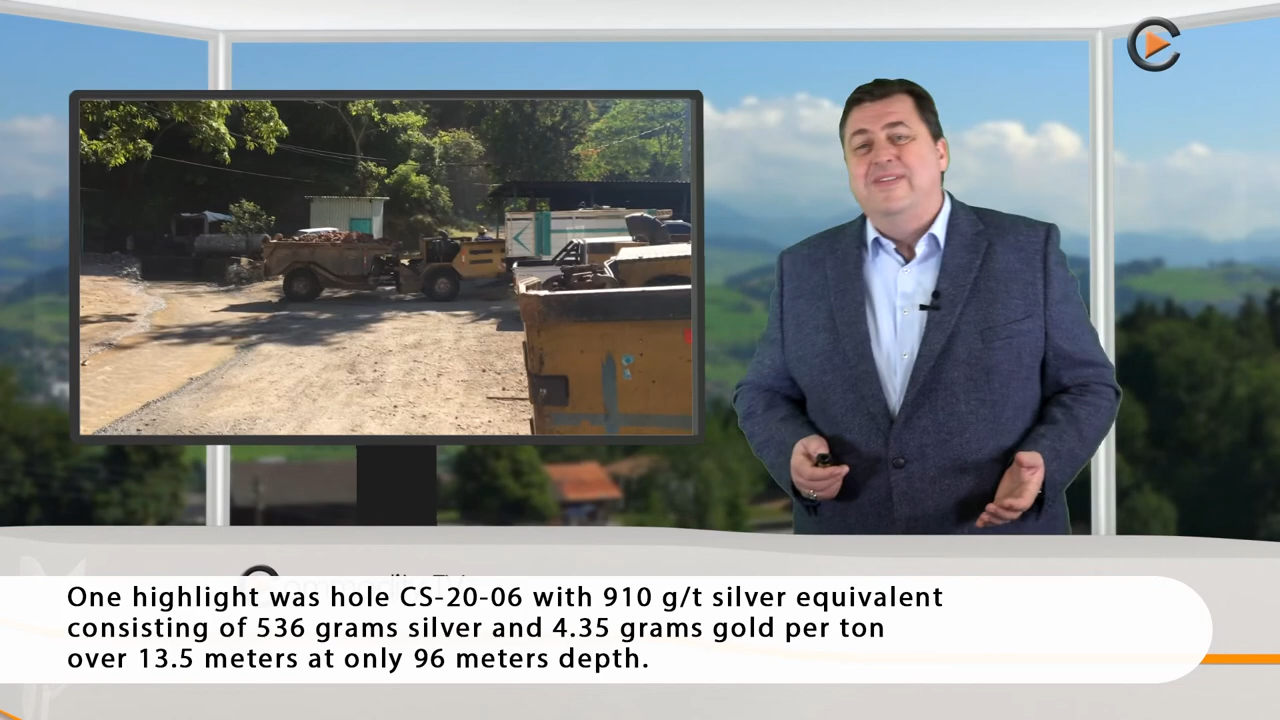 One highlight was hole CS-20-06 with 910 g/t silver equivalent
consisting of 536 grams silver and 4.35 grams gold per ton
over 13.5 meters at only 96 meters depth.